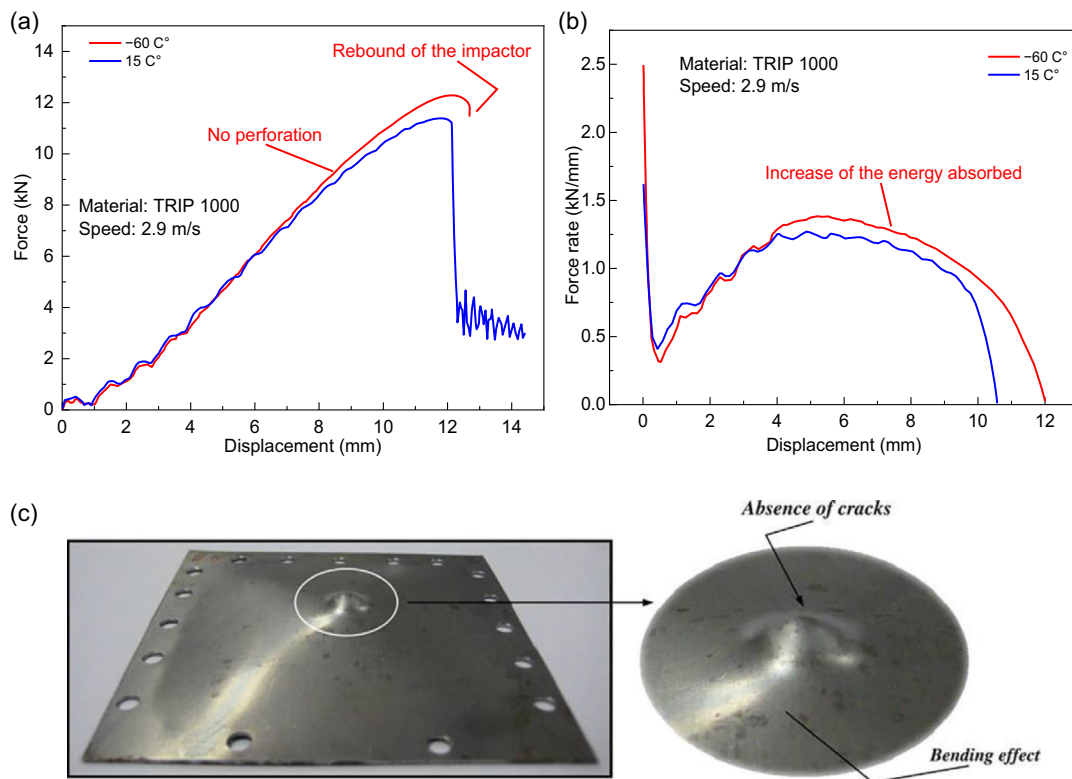 (a)
−60 C°
15 C°
Rebound of the impactor
No perforation
Material: TRIP 1000
Speed: 2.9 m/s
Force (kN)
14
12
10
8
6
4
2
0
0 2 4 6 8 10 12 14
Displacement (mm)
(b)
Material: TRIP 1000
Speed: 2.9 m/s
−60 C°
15 C°
Increase of the energy absorbed
Force rate (kN/mm)
2.5
2.0
1.5
1.0
0.5
0.0
0 2 4 6 8 10 12
Displacement (mm)
(c)
Absence of cracks
Bending effect